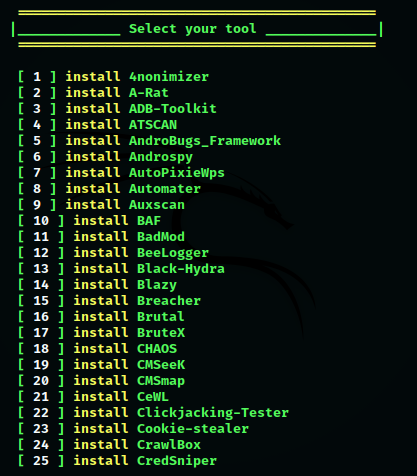 |_____________ Select your tool ______________|
[ 1 ] install 4nonimizer
[ 2 ] install A-Rat
[ 3 ] install ADB-Toolkit
[ 4 ] install ATSCAN
[ 5 ] install AndroBugs_Framework
[ 6 ] install Androspy
[ 7 ] install AutoPixieWps
[ 8 ] install Automater
[ 9 ] install Auxscan
[ 10 ] install BAF
[ 11 ] install BadMod
[ 12 ] install BeeLogger
[ 13 ] install Black-Hydra
[ 14 ] install Blazy
[ 15 ] install Breacher
[ 16 ] install Brutal
[ 17 ] install BruteX
[ 18 ] install CHAOS
[ 19 ] install CMSeeK
[ 20 ] install CMSmap
[ 21 ] install CeWL
[ 22 ] install Clickjacking-Tester
[ 23 ] install Cookie-stealer
[ 24 ] install CrawlBox
[ 25 ] install CredSniper